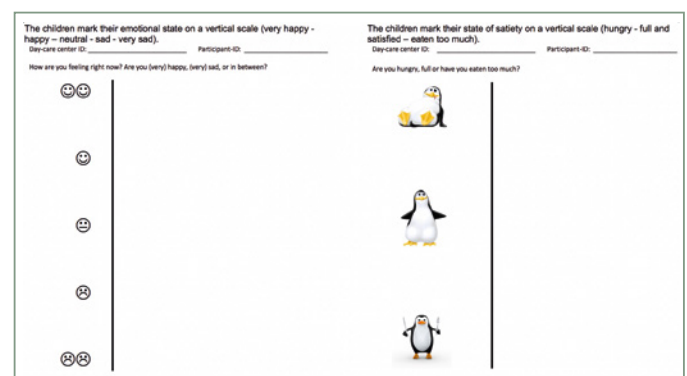 The children mark their emotional state on a vertical scale (very happy -
happy – neutral - sad - very sad).
Day-care center ID: Participant-ID:
How are you feeling right now? Are you (very) happy, (very) sad, or in between?
The children mark their state of satiety on a vertical scale (hungry - full and
satisfied – eaten too much).
Day-care center ID: Participant-ID:
Are you hungry, full or have you eaten too much?